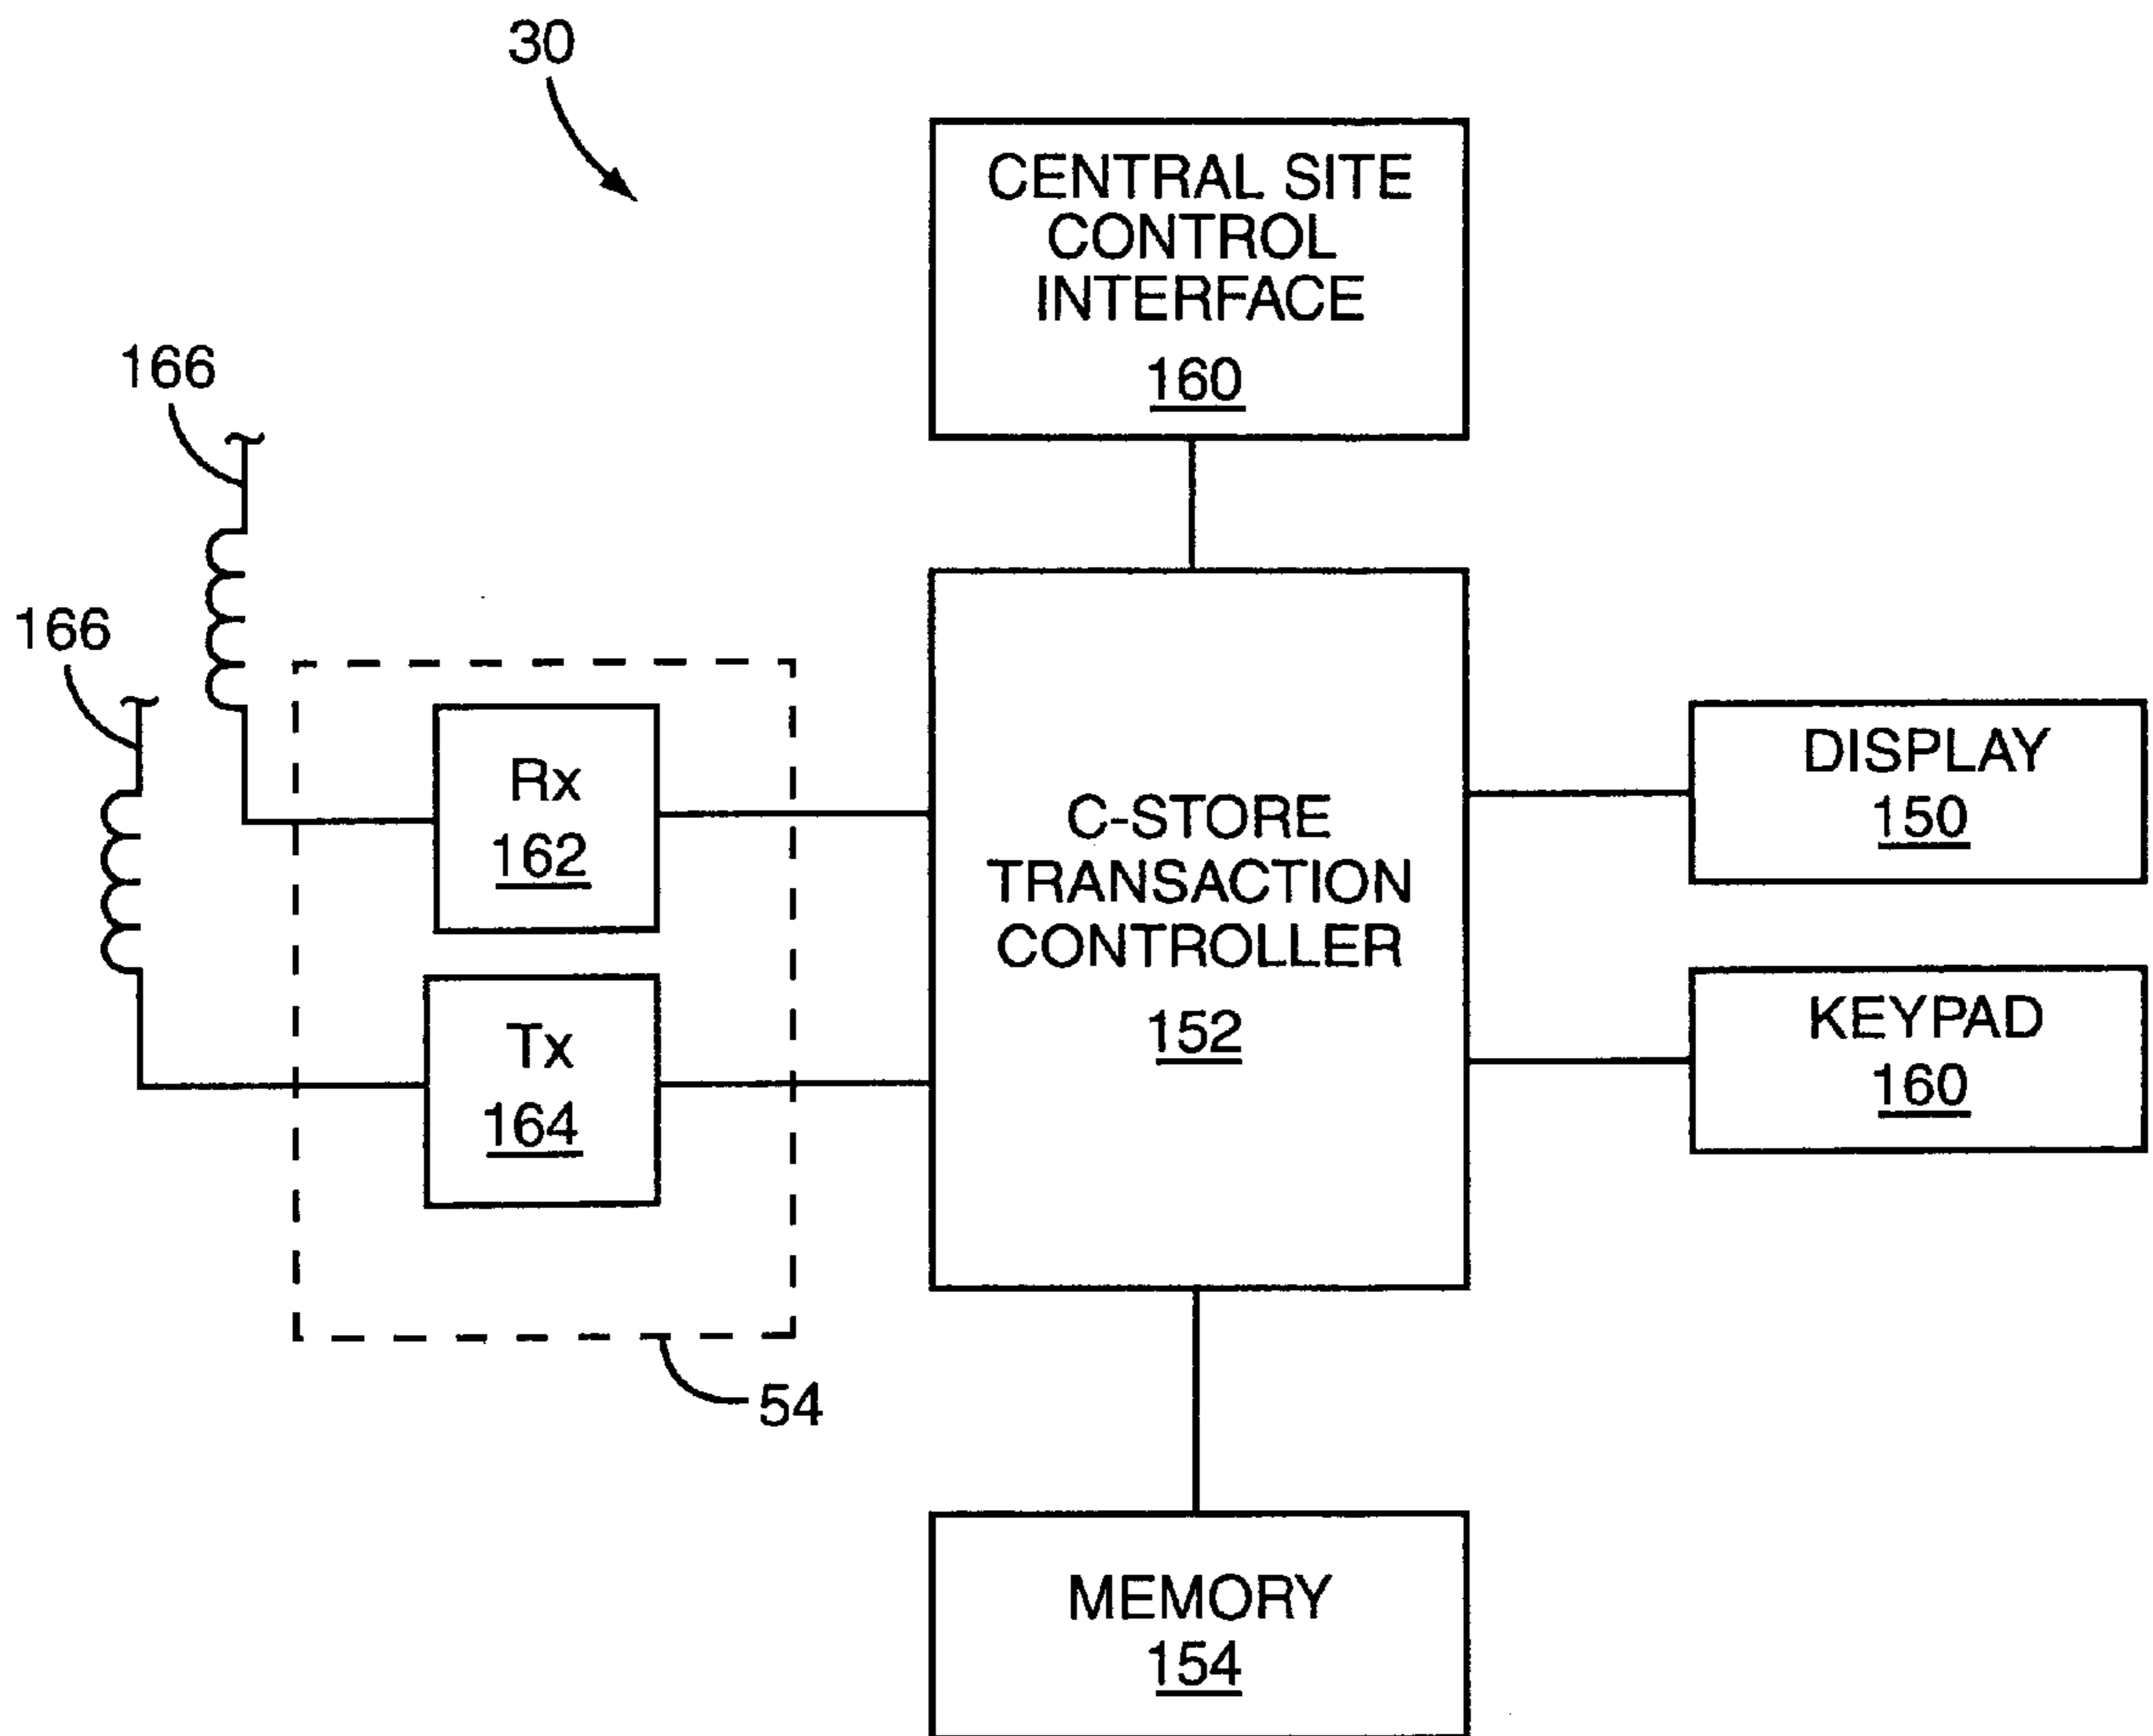 30
CENTRAL SITE
CONTROL
INTERFACE
160
166
166
Rx
162
Tx
164
54
C-STORE
TRANSACTION
CONTROLLER
152
DISPLAY
150
KEYPAD
160
MEMORY
154